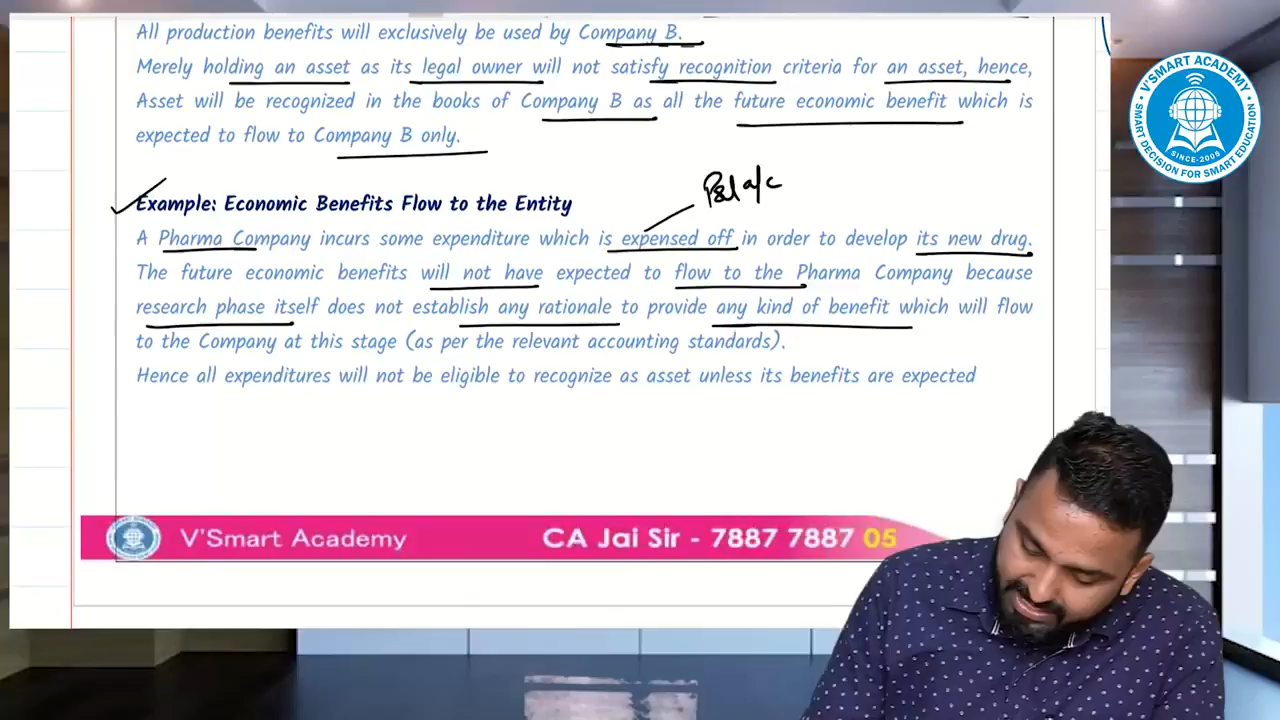 All production benefits will exclusively be used by Company B.
Merely holding an asset as its legal owner will not satisfy recognition criteria for an asset, hence,
Asset will be recognized in the books of Company B as all the future economic benefit which is
expected to flow to Company B only.
P&L a/c
Example: Economic Benefits Flow to the Entity
A Pharma Company incurs some expenditure which is expensed off in order to develop its new drug.
The future economic benefits will not have expected to flow to the Pharma Company because
research phase itself does not establish any rationale to provide any kind of benefit which will flow
to the Company at this stage (as per the relevant accounting standards).
Hence all expenditures will not be eligible to recognize as asset unless its benefits are expected
V'Smart Academy
CA Jai Sir - 7887 7887 05
V'SMART ACADEMY
SMART DECISION FOR SMART EDUCATION
SINCE-2008